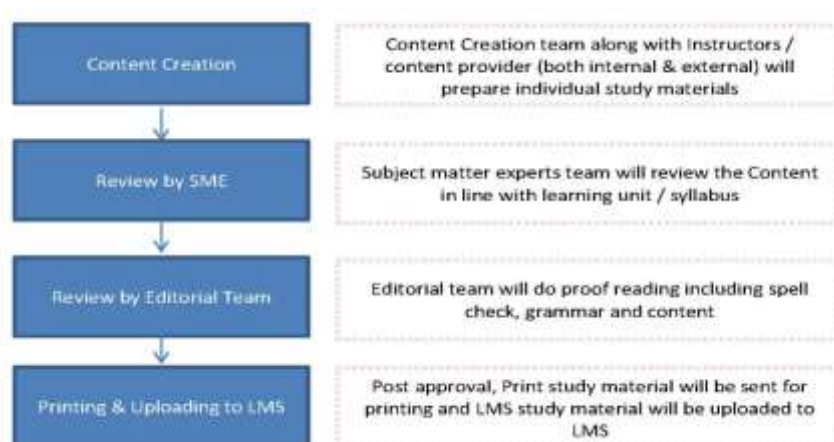 Content Creation
Content Creation team along with Instructors /
content provider (both internal & external) will
prepare individual study materials
Review by SME
Subject matter experts team will review the Content
in line with learning unit / syllabus
Review by Editorial Team
Editorial team will do proof reading including spell
check, grammar and content
Printing & Uploading to LMS
Post approval, Print study material will be sent for
printing and LMS study material will be uploaded to
LMS